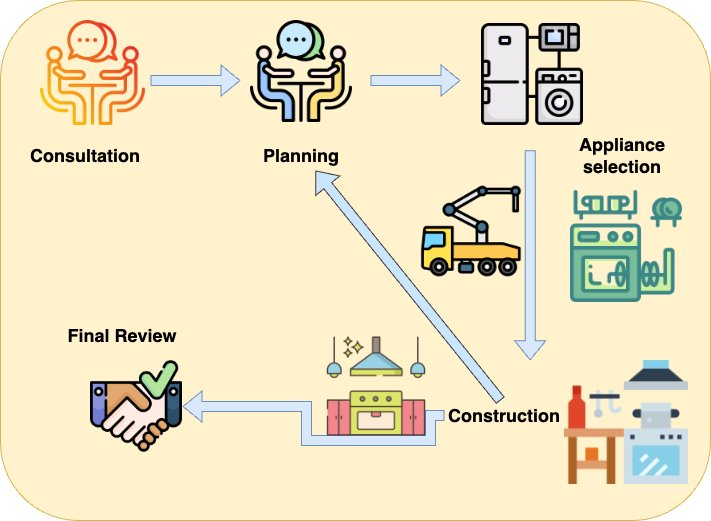 Consultation
Planning
Appliance
selection
Final Review
Construction